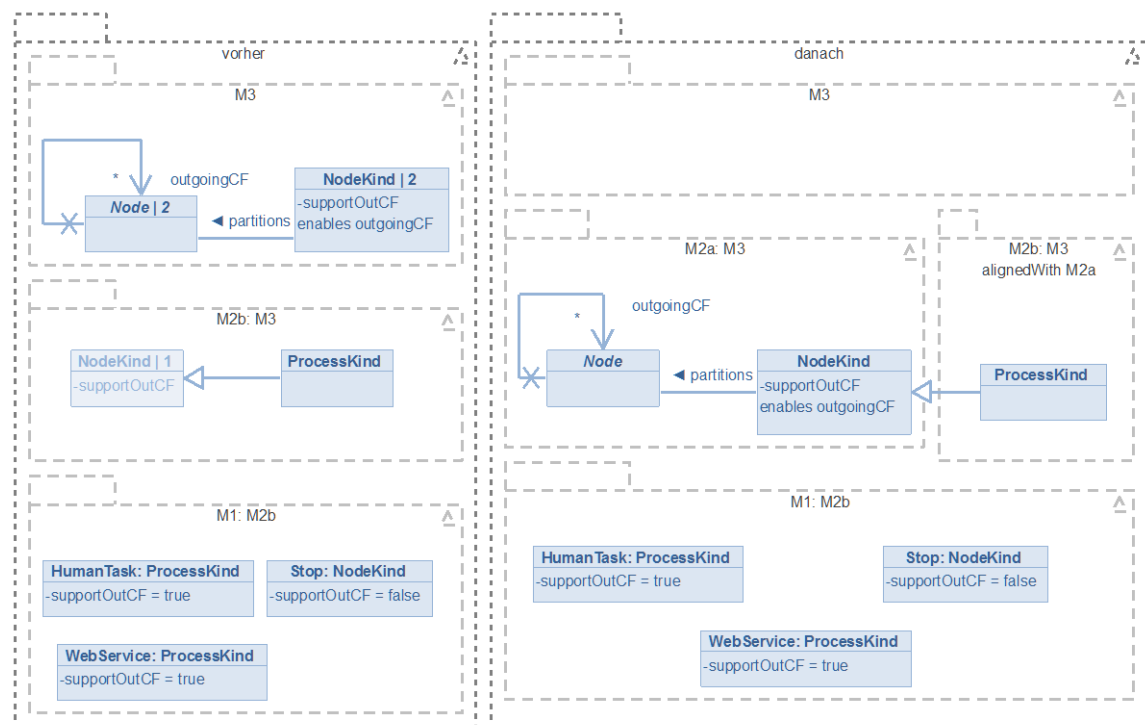 vorher
M3
*
outgoingCF
Node | 2
◄ partitions
NodeKind | 2
-supportOutCF
enables outgoingCF
M2b: M3
NodeKind | 1
-supportOutCF
ProcessKind
M1: M2b
HumanTask: ProcessKind
-supportOutCF = true
Stop: NodeKind
-supportOutCF = false
WebService: ProcessKind
-supportOutCF = true
danach
M3
M2a: M3
*
outgoingCF
Node
◄ partitions
NodeKind
-supportOutCF
enables outgoingCF
M2b: M3
alignedWith M2a
ProcessKind
M1: M2b
HumanTask: ProcessKind
-supportOutCF = true
Stop: NodeKind
-supportOutCF = false
WebService: ProcessKind
-supportOutCF = true